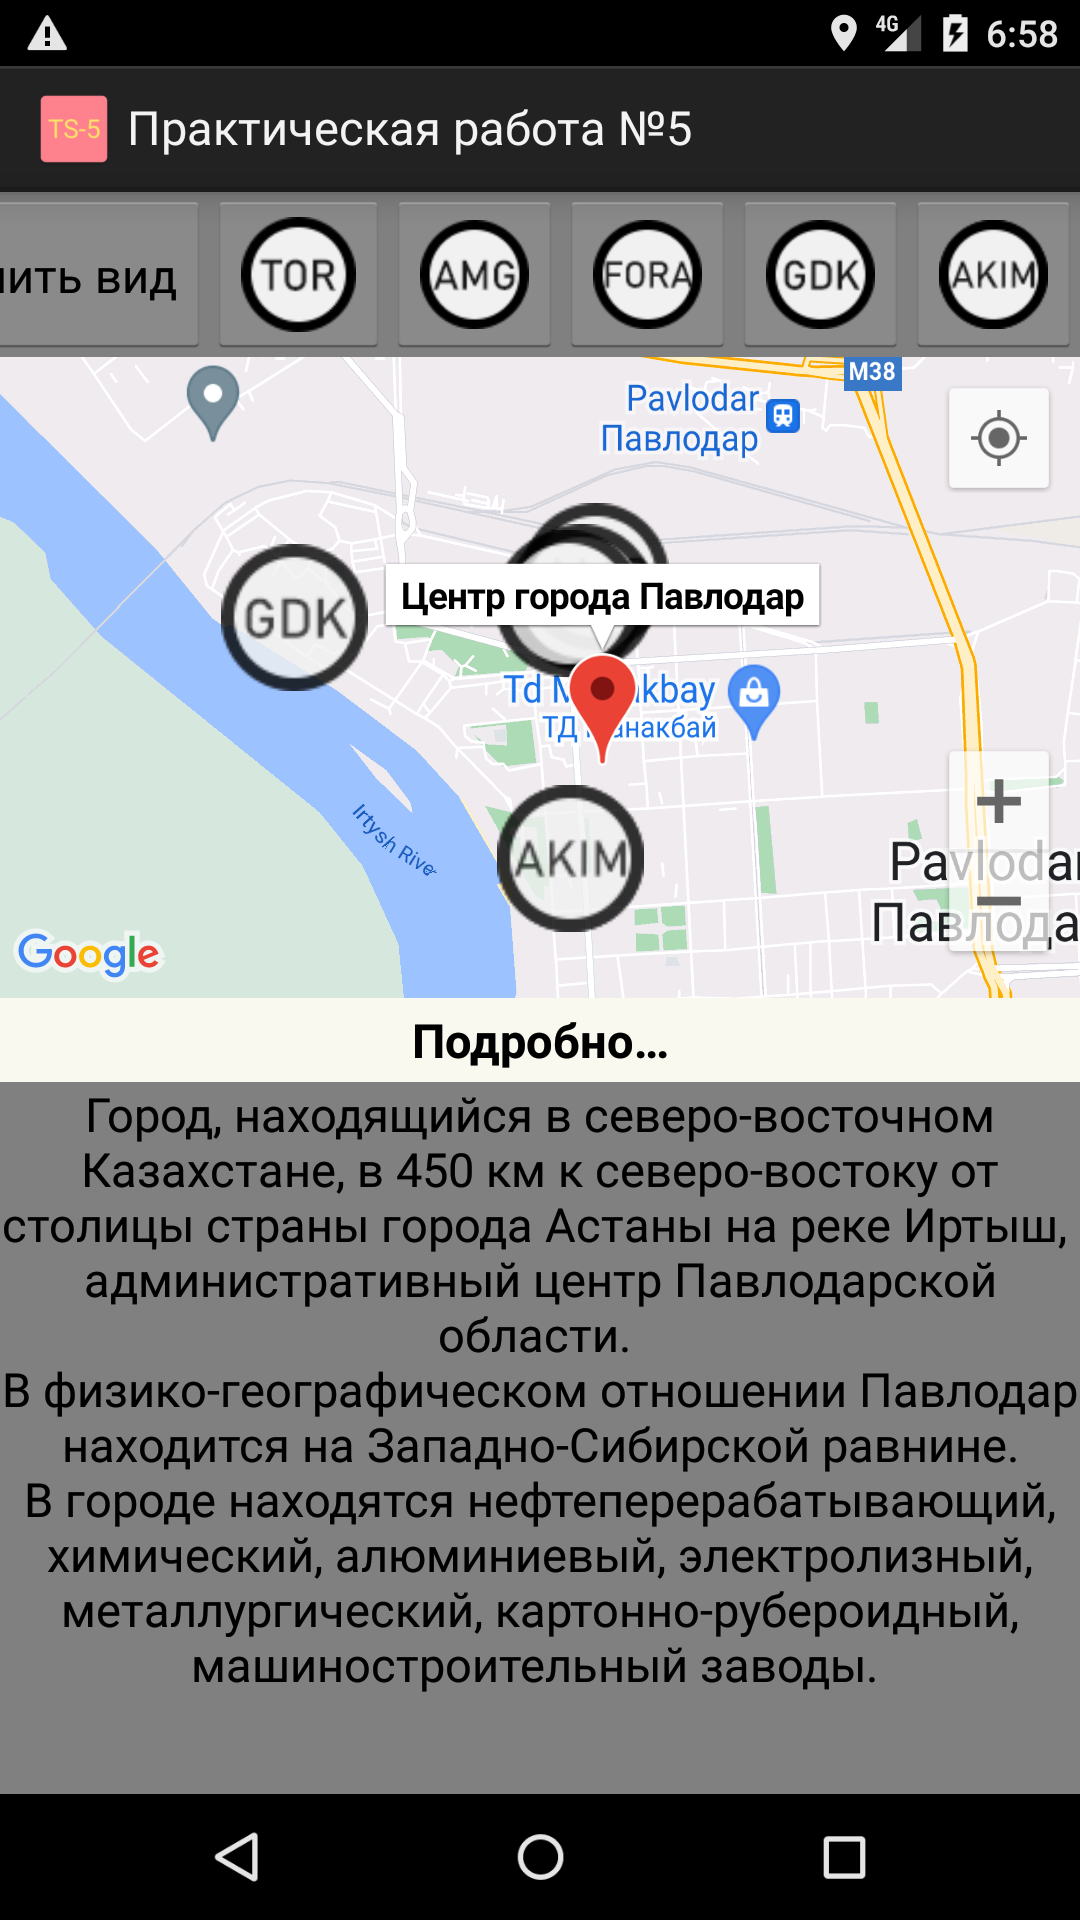 4G 6:58
TS-5 Практическая работа №5
ить вид TOR AMG FORA GDK AKIM
M38
Pavlodar
Павлодар
GDK
Центр города Павлодар
Td
kbay
ТД
анакбай
Irtysh River
AKIM
Pavlodar
Павлода
Google
Подробно...
Город, находящийся в северо-восточном
Казахстане, в 450 км к северо-востоку от
столицы страны города Астаны на реке Иртыш,
административный центр Павлодарской
области.
В физико-географическом отношении Павлодар
находится на Западно-Сибирской равнине.
В городе находятся нефтеперерабатывающий,
химический, алюминиевый, электролизный,
металлургический, картонно-рубероидный,
машиностроительный заводы.